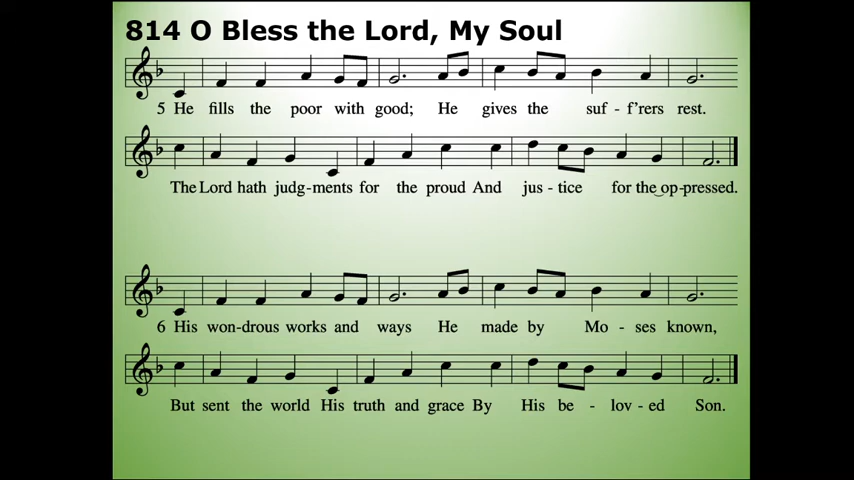 814 O Bless the Lord, My Soul
5 He fills the poor with good; He gives the suf - f'rers rest.
The Lord hath judg-ments for the proud And jus - tice for the op-pressed.
6 His won-drous works and ways He made by Mo - ses known,
But sent the world His truth and grace By His be - lov - ed Son.